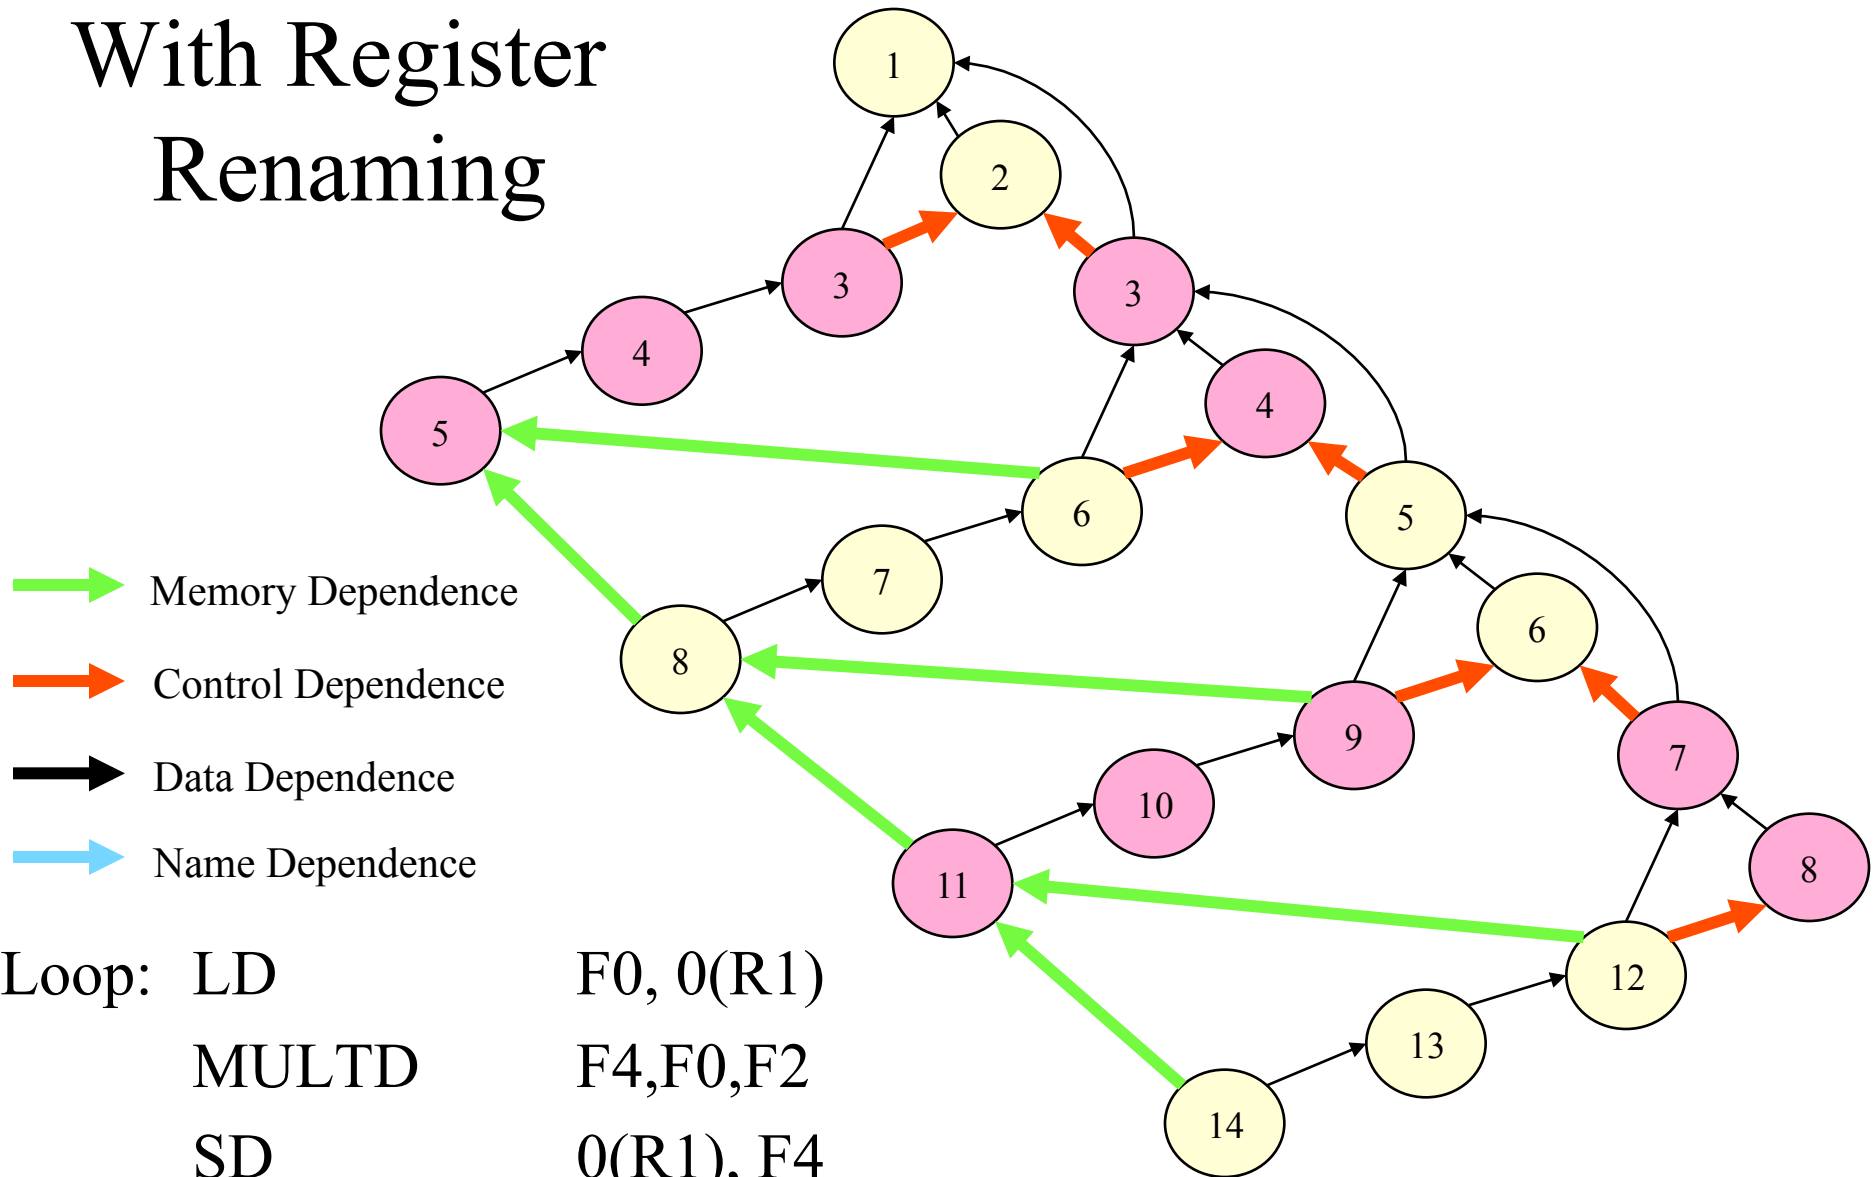 With Register
Renaming
1
2
3
3
4
4
5
5
6
6
7
7
8
8
9
10
11
12
13
14
Memory Dependence
Control Dependence
Data Dependence
Name Dependence
Loop: LD F0, 0(R1)
MULTD F4,F0,F2
SD 0(R1), F4